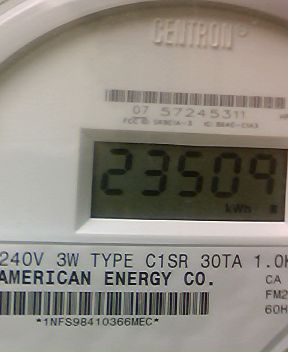 CENTRON®
07 57245311
23509
kWh
240V 3W TYPE C1SR 30TA 1.0K
AMERICAN ENERGY CO.
CA
FM2
60H
*1NFS98410366MEC*